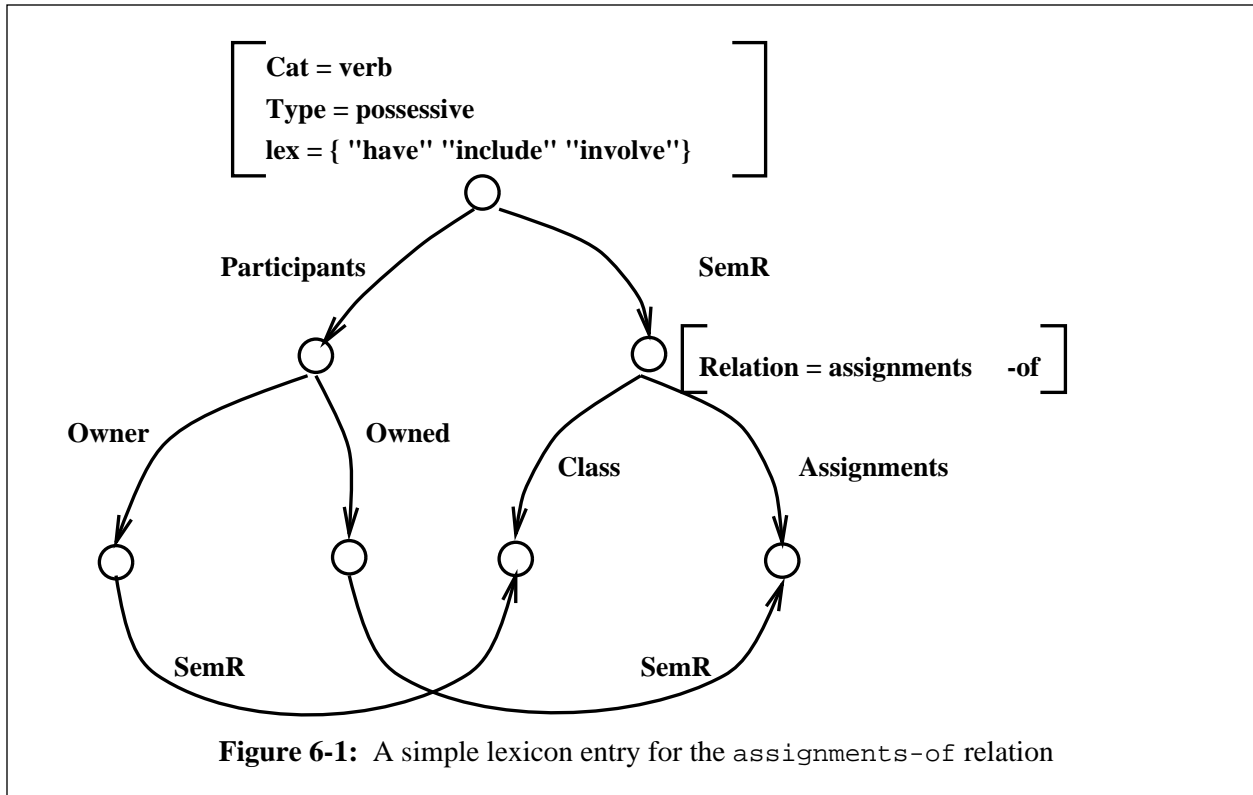 Cat = verb
Type = possessive
lex = { "have" "include" "involve"}
Participants
SemR
Relation = assignments -of
Owner
Owned
Class
Assignments
SemR
SemR
Figure 6-1: A simple lexicon entry for the assignments-of relation